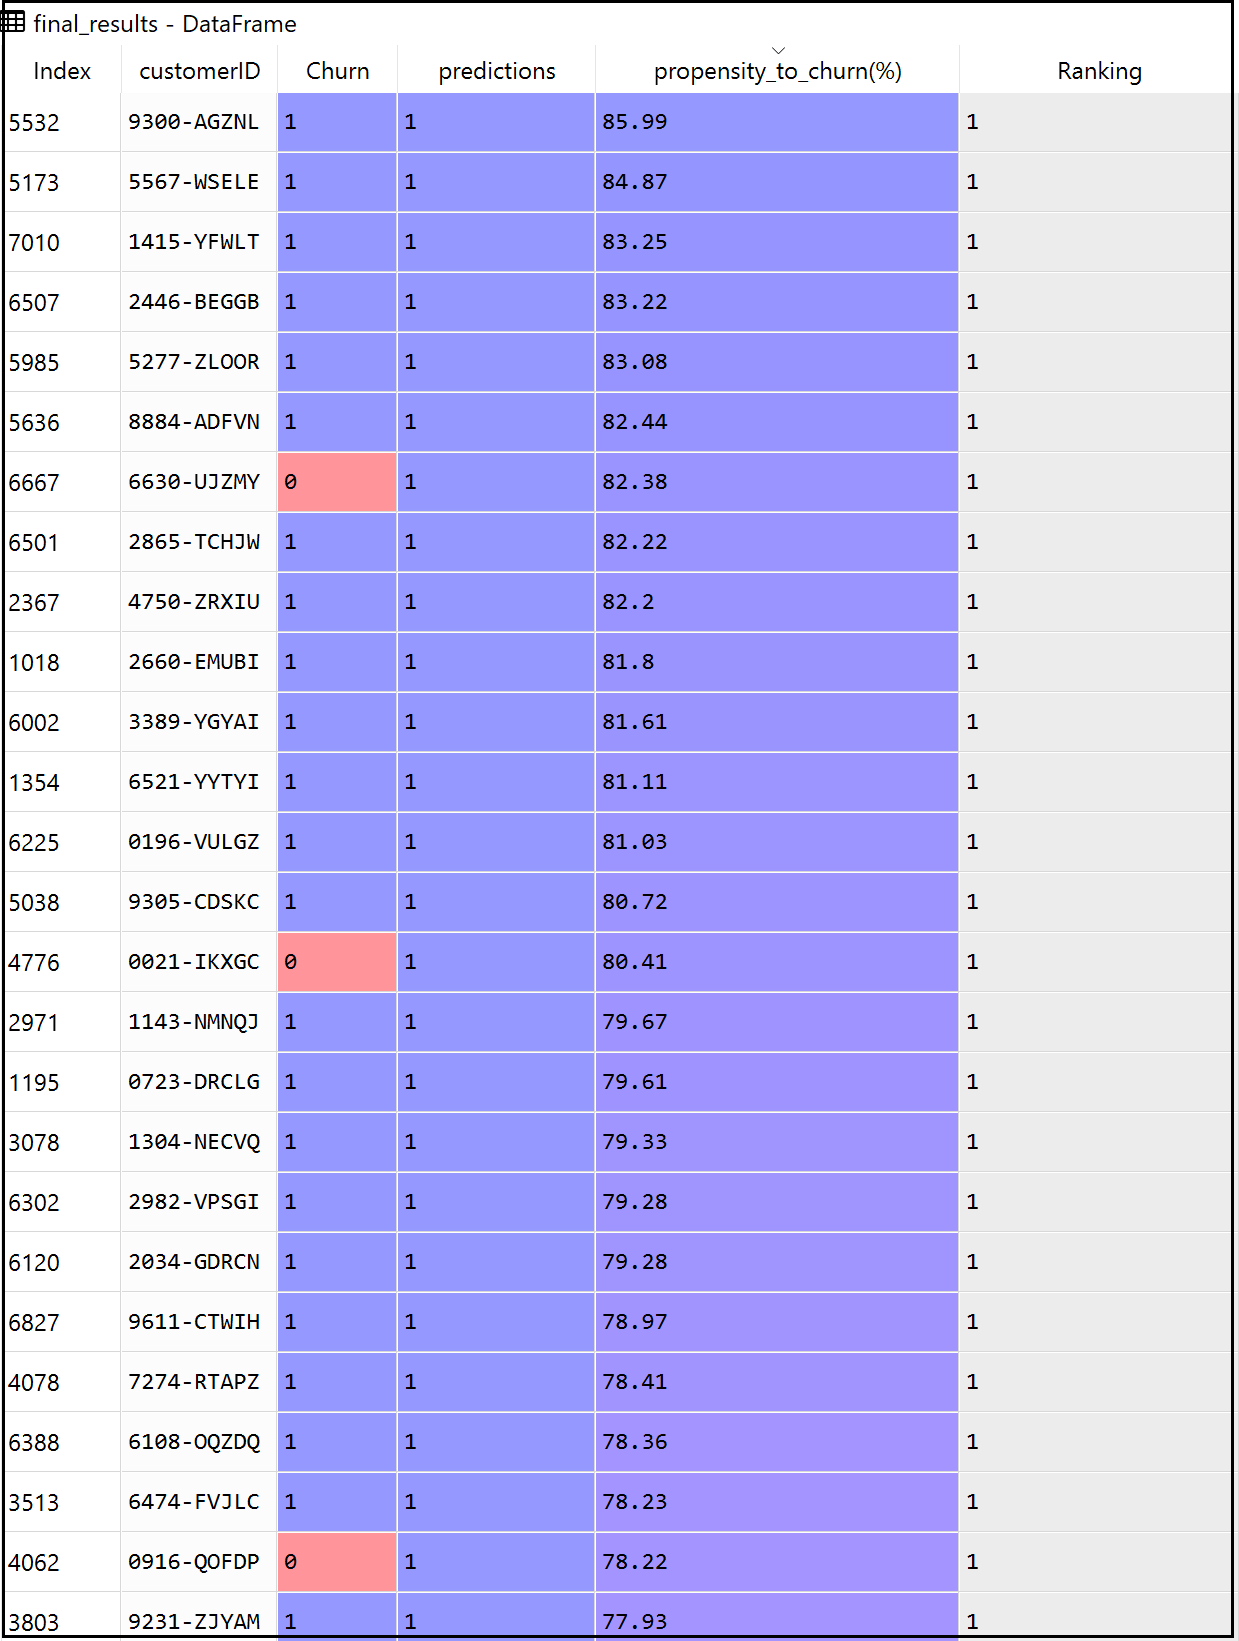 final_results - DataFrame
Index customerID Churn predictions propensity_to_churn(%) Ranking
5532 9300-AGZNL 1 1 85.99 1
5173 5567-WSELE 1 1 84.87 1
7010 1415-YFWLT 1 1 83.25 1
6507 2446-BEGGB 1 1 83.22 1
5985 5277-ZLOOR 1 1 83.08 1
5636 8884-ADFVN 1 1 82.44 1
6667 6630-UJZMY 0 1 82.38 1
6501 2865-TCHJW 1 1 82.22 1
2367 4750-ZRXIU 1 1 82.2 1
1018 2660-EMUBI 1 1 81.8 1
6002 3389-YGYAI 1 1 81.61 1
1354 6521-YYTYI 1 1 81.11 1
6225 0196-VULGZ 1 1 81.03 1
5038 9305-CDSKC 1 1 80.72 1
4776 0021-IKXGC 0 1 80.41 1
2971 1143-NMNQJ 1 1 79.67 1
1195 0723-DRCLG 1 1 79.61 1
3078 1304-NECVQ 1 1 79.33 1
6302 2982-VPSGI 1 1 79.28 1
6120 2034-GDRCN 1 1 79.28 1
6827 9611-CTWIH 1 1 78.97 1
4078 7274-RTAPZ 1 1 78.41 1
6388 6108-OQZDQ 1 1 78.36 1
3513 6474-FVJLC 1 1 78.23 1
4062 0916-QOFDP 0 1 78.22 1
3803 9231-ZJYAM 1 1 77.93 1